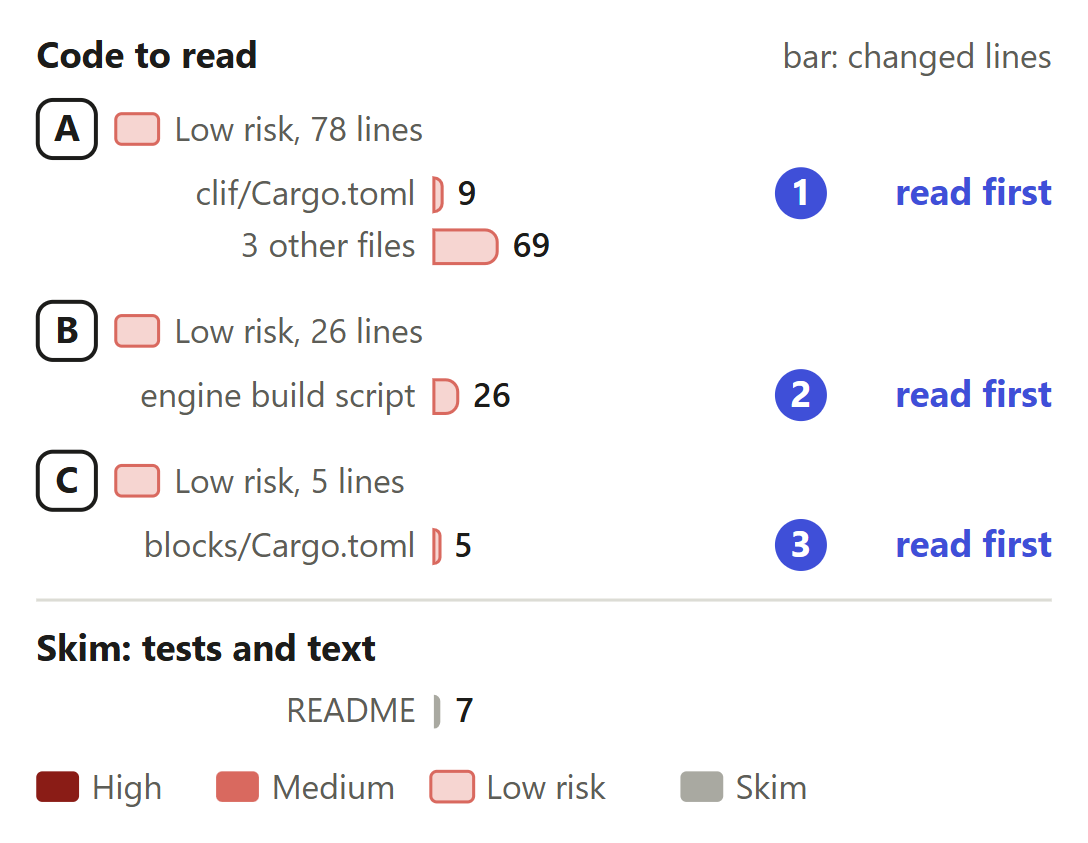 Code to read bar: changed lines
A Low risk, 78 lines
clif/Cargo.toml 9 1 read first
3 other files 69
B Low risk, 26 lines
engine build script 26 2 read first
C Low risk, 5 lines
blocks/Cargo.toml 5 3 read first
Skim: tests and text
README 7
High Medium Low risk Skim